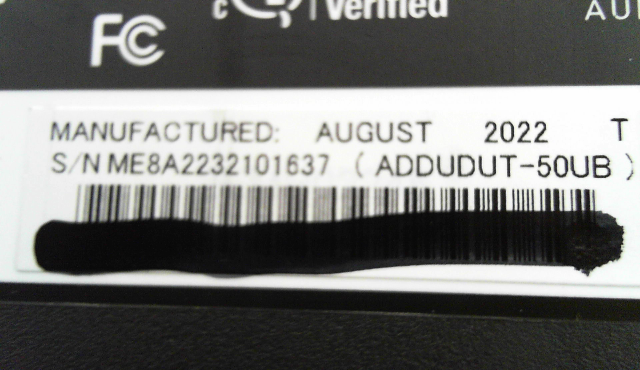 FC
c Verified
AU
MANUFACTURED: AUGUST 2022 T
S/N ME8A2232101637 ( ADDUDUT-50UB )